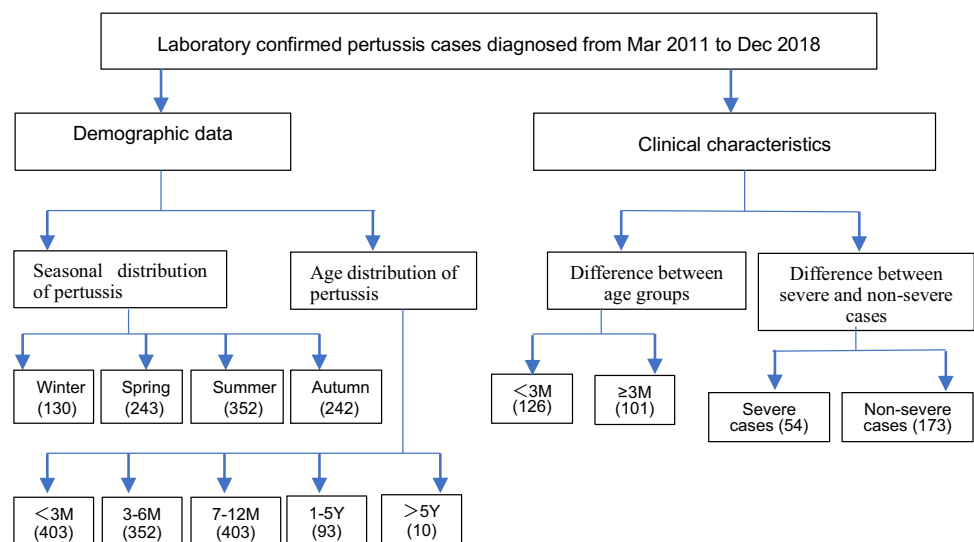 Laboratory confirmed pertussis cases diagnosed from Mar 2011 to Dec 2018
Demographic data
Clinical characteristics
Seasonal distribution
of pertussis
Age distribution of
pertussis
Difference between
age groups
Difference between
severe and non-severe
cases
Winter
(130)
Spring
(243)
Summer
(352)
Autumn
(242)
<3M
(126)
≥3M
(101)
Severe
cases (54)
Non-severe
cases (173)
<3M
(403)
3-6M
(352)
7-12M
(403)
1-5Y
(93)
>5Y
(10)